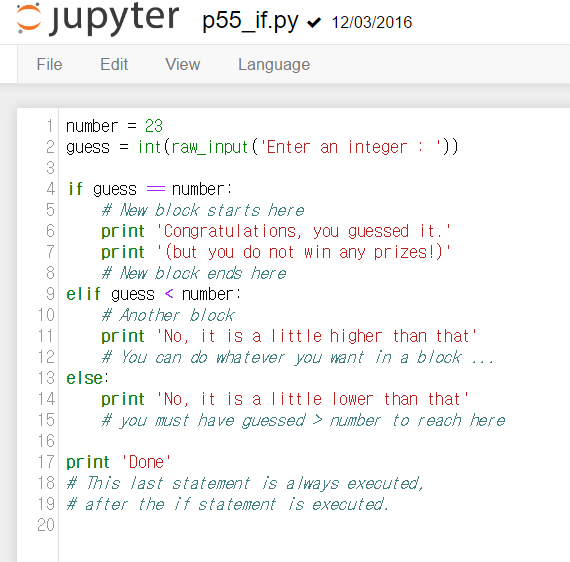 jupyter p55_if.py ✔ 12/03/2016
File Edit View Language
1 number = 23
2 guess = int(raw_input('Enter an integer : '))
3
4 if guess == number:
5     # New block starts here
6     print 'Congratulations, you guessed it.'
7     print '(but you do not win any prizes!)'
8     # New block ends here
9 elif guess < number:
10     # Another block
11     print 'No, it is a little higher than that'
12     # You can do whatever you want in a block ...
13 else:
14     print 'No, it is a little lower than that'
15     # you must have guessed > number to reach here
16
17 print 'Done'
18 # This last statement is always executed,
19 # after the if statement is executed.
20